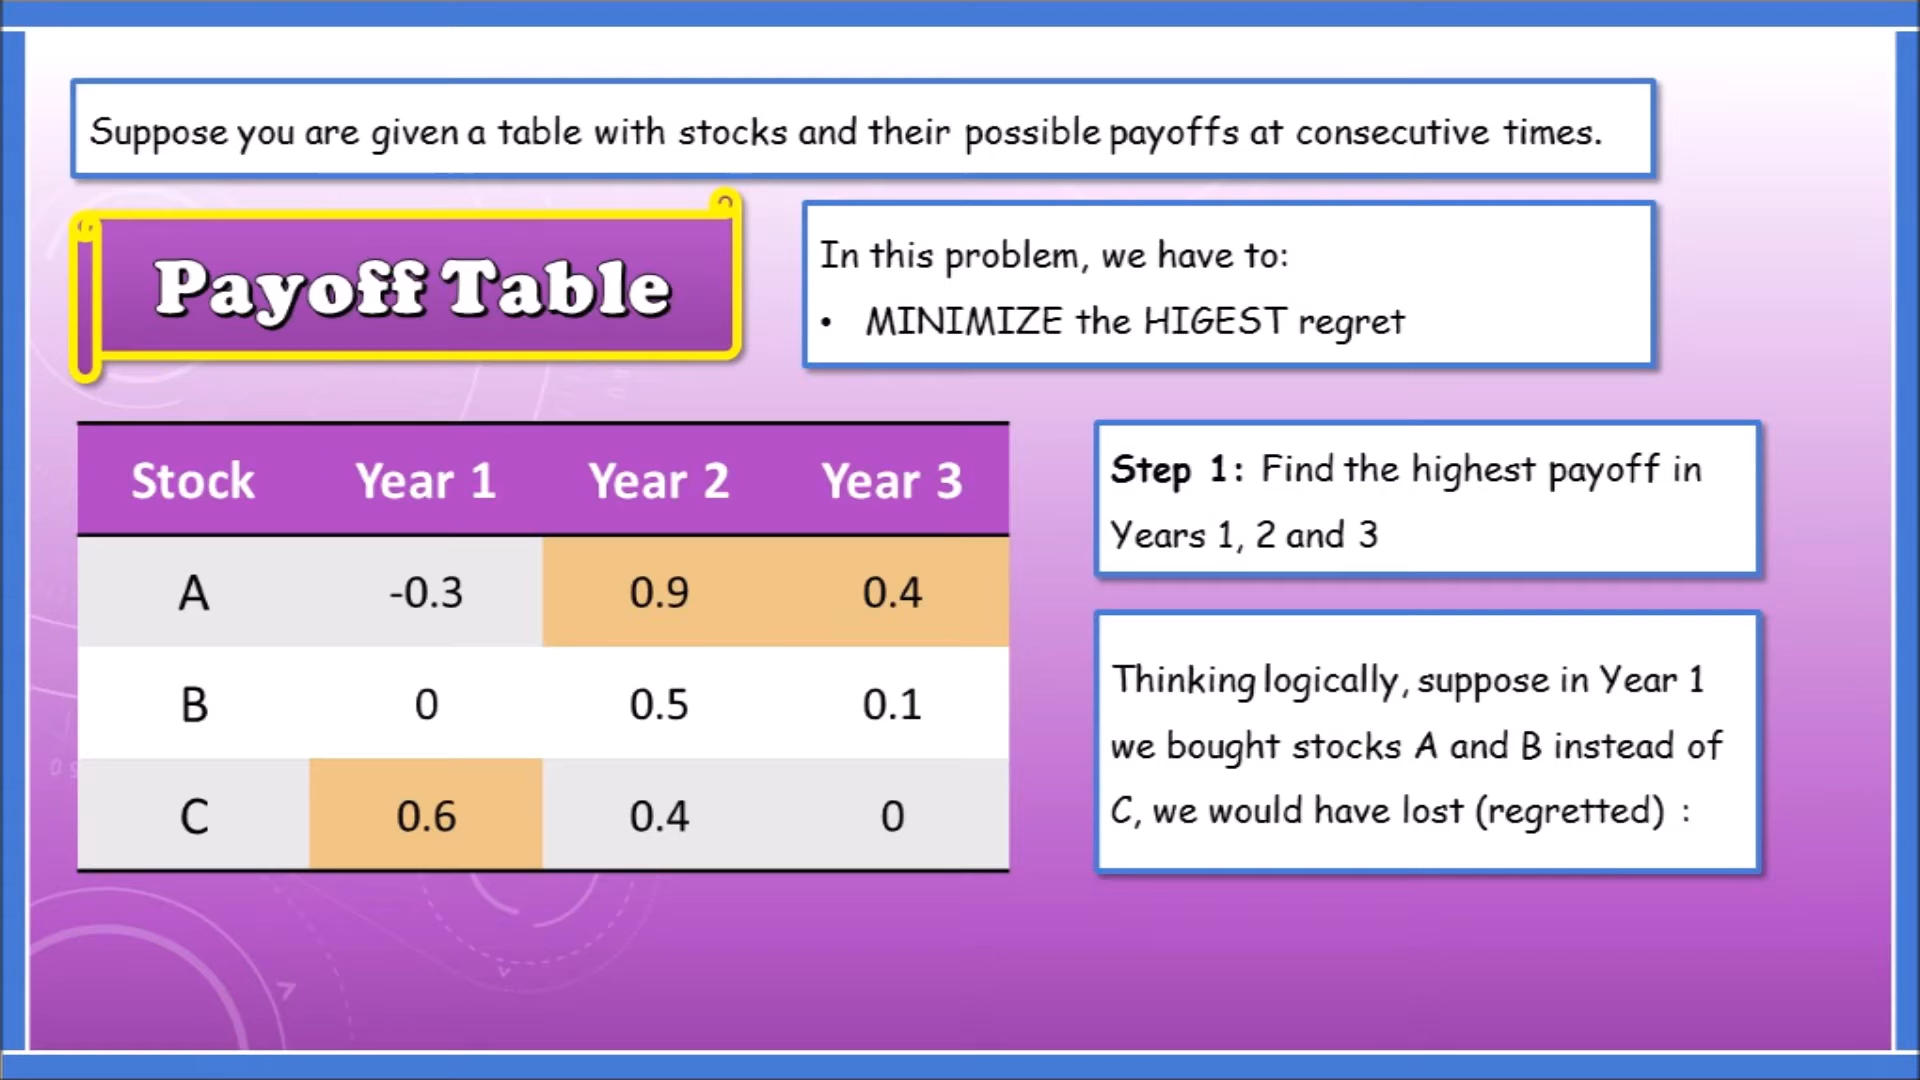 Suppose you are given a table with stocks and their possible payoffs at consecutive times.
Payoff Table
In this problem, we have to:
• MINIMIZE the HIGEST regret
Stock Year 1 Year 2 Year 3
A -0.3 0.9 0.4
B 0 0.5 0.1
C 0.6 0.4 0
Step 1: Find the highest payoff in
Years 1, 2 and 3
Thinking logically, suppose in Year 1
we bought stocks A and B instead of
C, we would have lost (regretted) :